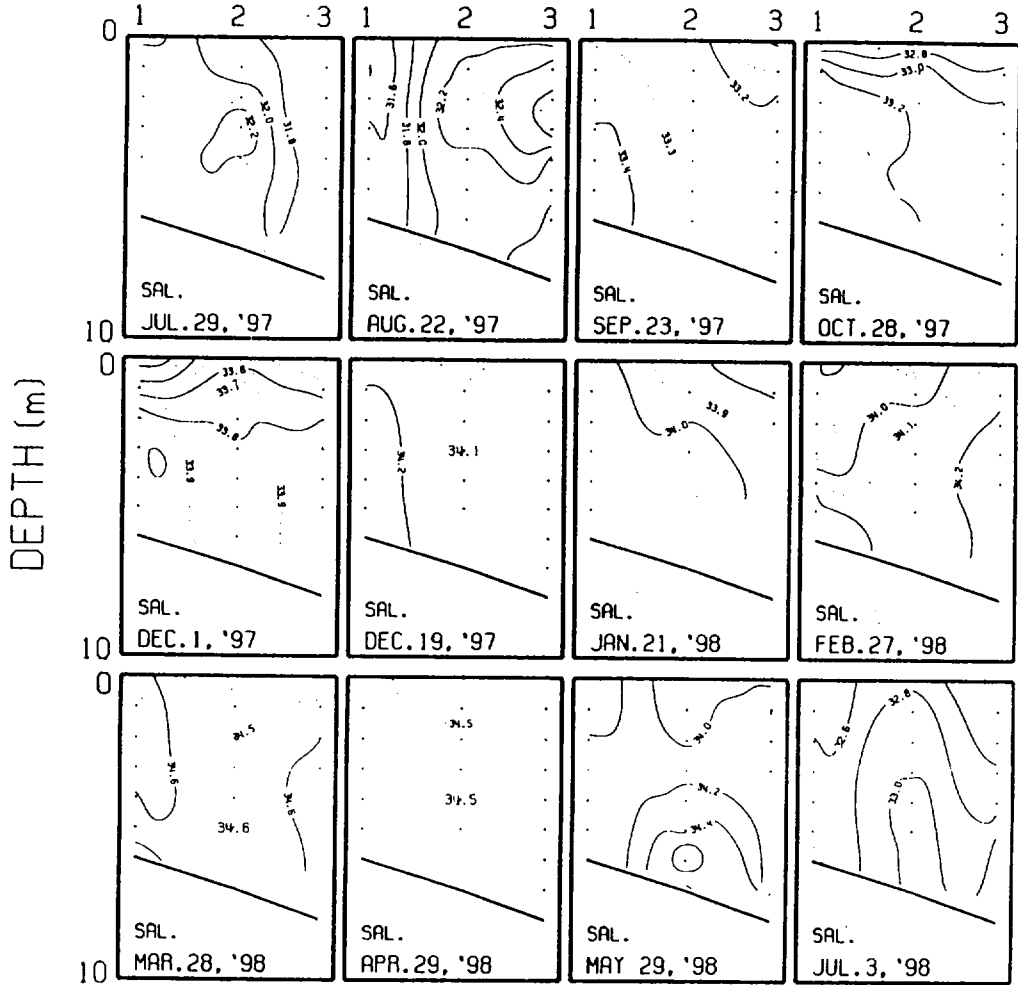 1 2 3 1 2 3 1 2 3 1 2 3
0
DEPTH (m)
32.0
31.8
32.2
SAL.
JUL.29, '97
10
31.9
31.8
32.0
32.2
32.4
SAL.
AUG.22, '97
33.2
33.3
33.4
SAL.
SEP.23, '97
32.8
33.0
33.2
SAL.
OCT.28, '97
0
33.6
33.7
33.8
33.9
33.9
SAL.
DEC.1, '97
10
34.2
34.1
SAL.
DEC.19, '97
33.9
34.0
SAL.
JAN.21, '98
34.0
34.1
34.2
SAL.
FEB.27, '98
0
34.5
34.6
34.6
34.6
SAL.
MAR.28, '98
10
34.5
34.5
SAL.
APR.29, '98
34.0
34.2
34.4
SAL.
MAY 29, '98
32.6
32.8
33.0
SAL.
JUL.3, '98